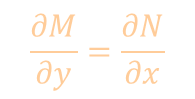 ∂M/∂y = ∂N/∂x